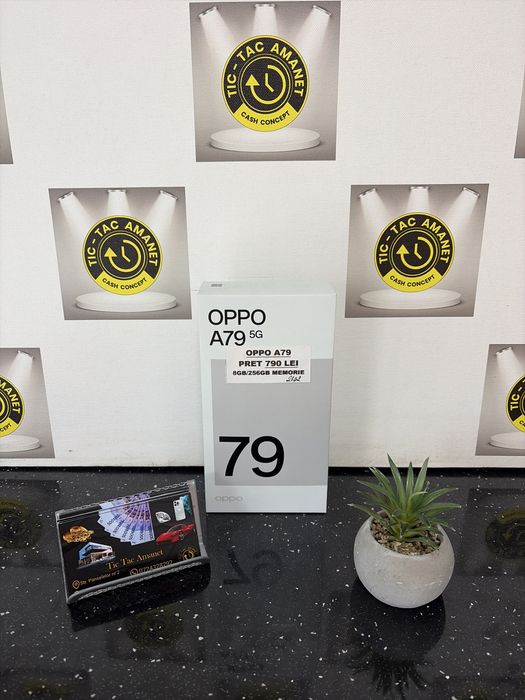 TIC - TAC AMANET
CASH CONCEPT
TIC - TAC AMANET
CASH CONCEPT
TIC - TAC AMANET
CASH CONCEPT
OPPO
A79 5G
OPPO A79
PRET 790 LEI
8GB/256GB MEMORIE
79
oppo
Tic Tac Amanet